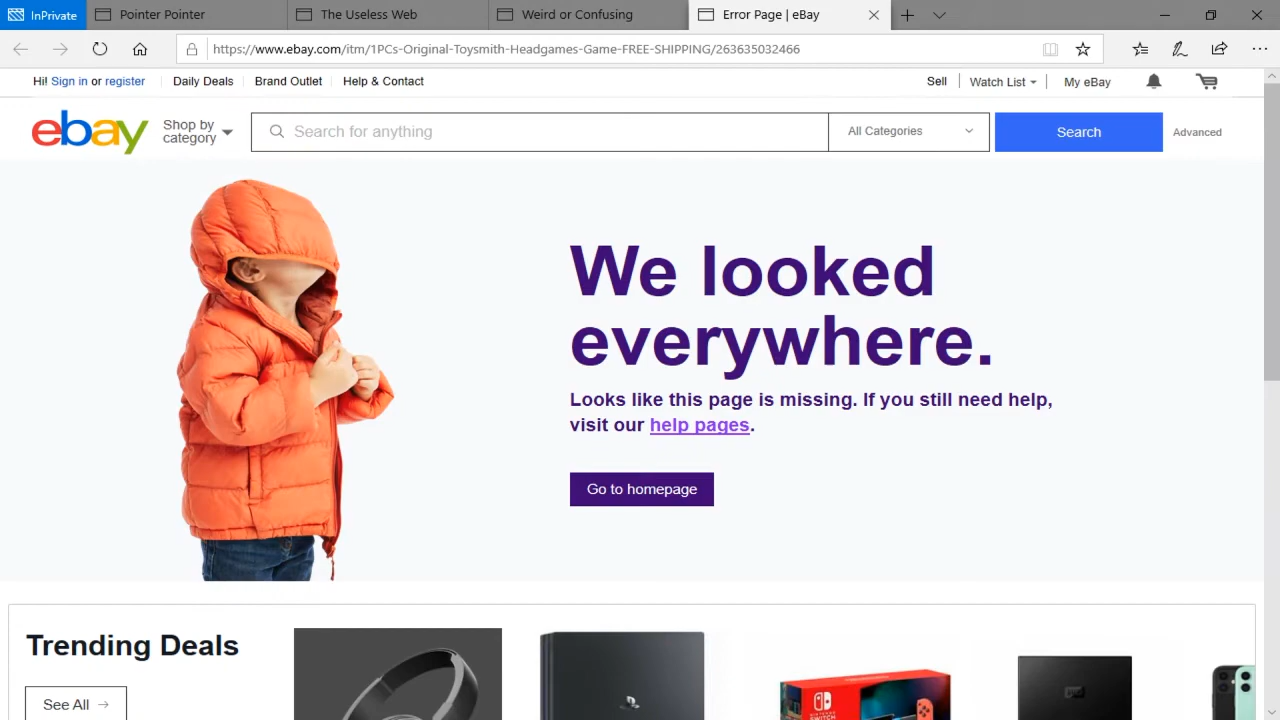 InPrivate
Pointer Pointer
The Useless Web
Weird or Confusing
Error Page | eBay
https://www.ebay.com/itm/1PCs-Original-Toysmith-Headgames-Game-FREE-SHIPPING/263635032466
Hi! Sign in or register
Daily Deals
Brand Outlet
Help & Contact
Sell
Watch List
My eBay
ebay
Shop by
category
Search for anything
All Categories
Search
Advanced
We looked
everywhere.
Looks like this page is missing. If you still need help,
visit our help pages.
Go to homepage
Trending Deals
See All